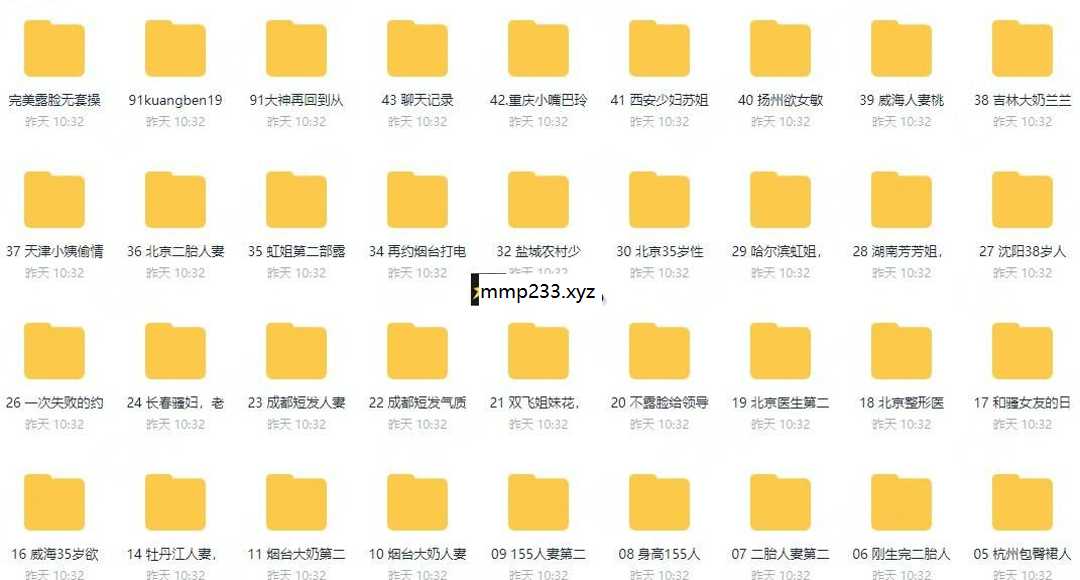 完美露脸无套操 91kuangben19 91大神再回到从 43 聊天记录 42.重庆小嘴巴玲 41 西安少妇苏姐 40 扬州欲女敏 39 威海人妻桃 38 吉林大奶兰兰
昨天 10:32 昨天 10:32 昨天 10:32 昨天 10:32 昨天 10:32 昨天 10:32 昨天 10:32 昨天 10:32 昨天 10:32
37 天津小姨偷情 36 北京二胎人妻 35 虹姐第二部露 34 再约烟台打电 32 盐城农村少 30 北京35岁性 29 哈尔滨虹姐, 28 湖南芳芳姐, 27 沈阳38岁人
昨天 10:32 昨天 10:32 昨天 10:32 昨天 10:32 昨天 10:32 昨天 10:32 昨天 10:32 昨天 10:32 昨天 10:32
mmp233.xyz
26 一次失败的约 24 长春骚妇，老 23 成都短发人妻 22 成都短发气质 21 双飞姐妹花, 20 不露脸给领导 19 北京医生第二 18 北京整形医 17 和骚女友的日
昨天 10:32 昨天 10:32 昨天 10:32 昨天 10:32 昨天 10:32 昨天 10:32 昨天 10:32 昨天 10:32 昨天 10:32
16 威海35岁欲 14 牡丹江人妻, 11 烟台大奶第二 10 烟台大奶人妻 09 155人妻第二 08 身高155人 07 二胎人妻第二 06 刚生完二胎人 05 杭州包臀裙人
昨天 10:32 昨天 10:32 昨天 10:32 昨天 10:32 昨天 10:32 昨天 10:32 昨天 10:32 昨天 10:32 昨天 10:32